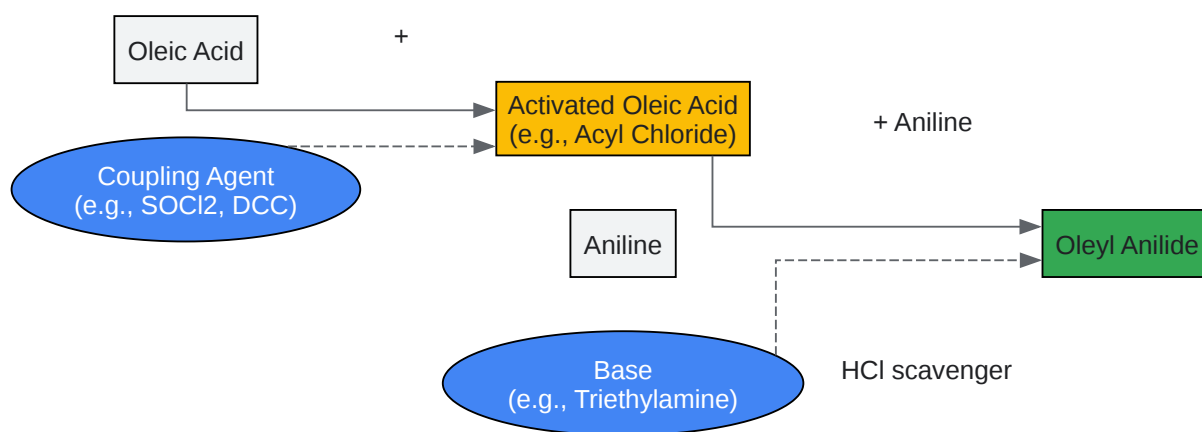 Oleic Acid
+
Activated Oleic Acid
(e.g., Acyl Chloride)
+ Aniline
Coupling Agent
(e.g., SOCl2, DCC)
Aniline
Oleyl Anilide
Base
(e.g., Triethylamine)
HCl scavenger